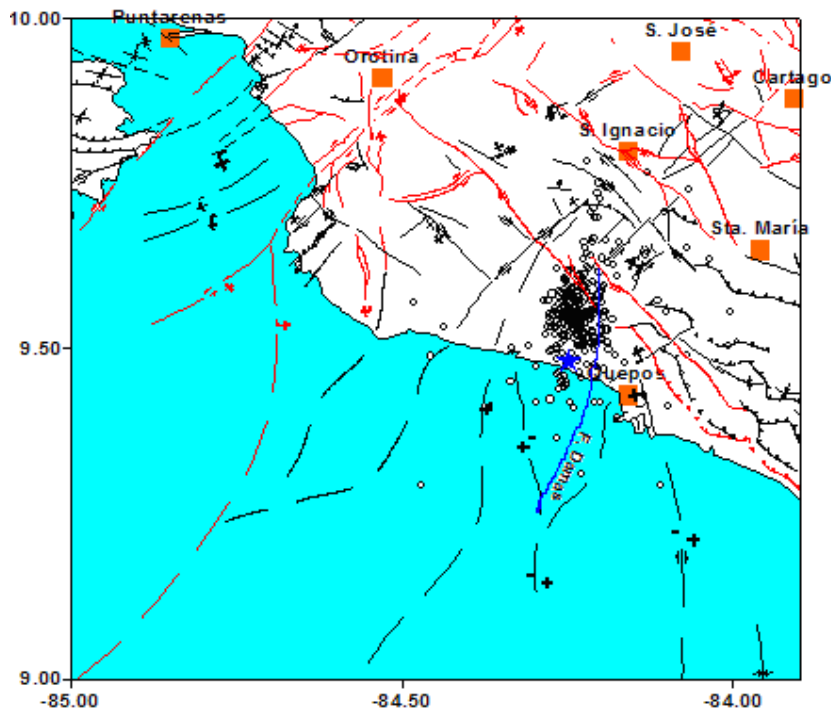 10.00
Puntarenas
S. José
Orotina
Cartago
S. Ignacio
Sta. María
9.50
Quepos
F. Damas
9.00
-85.00
-84.50
-84.00